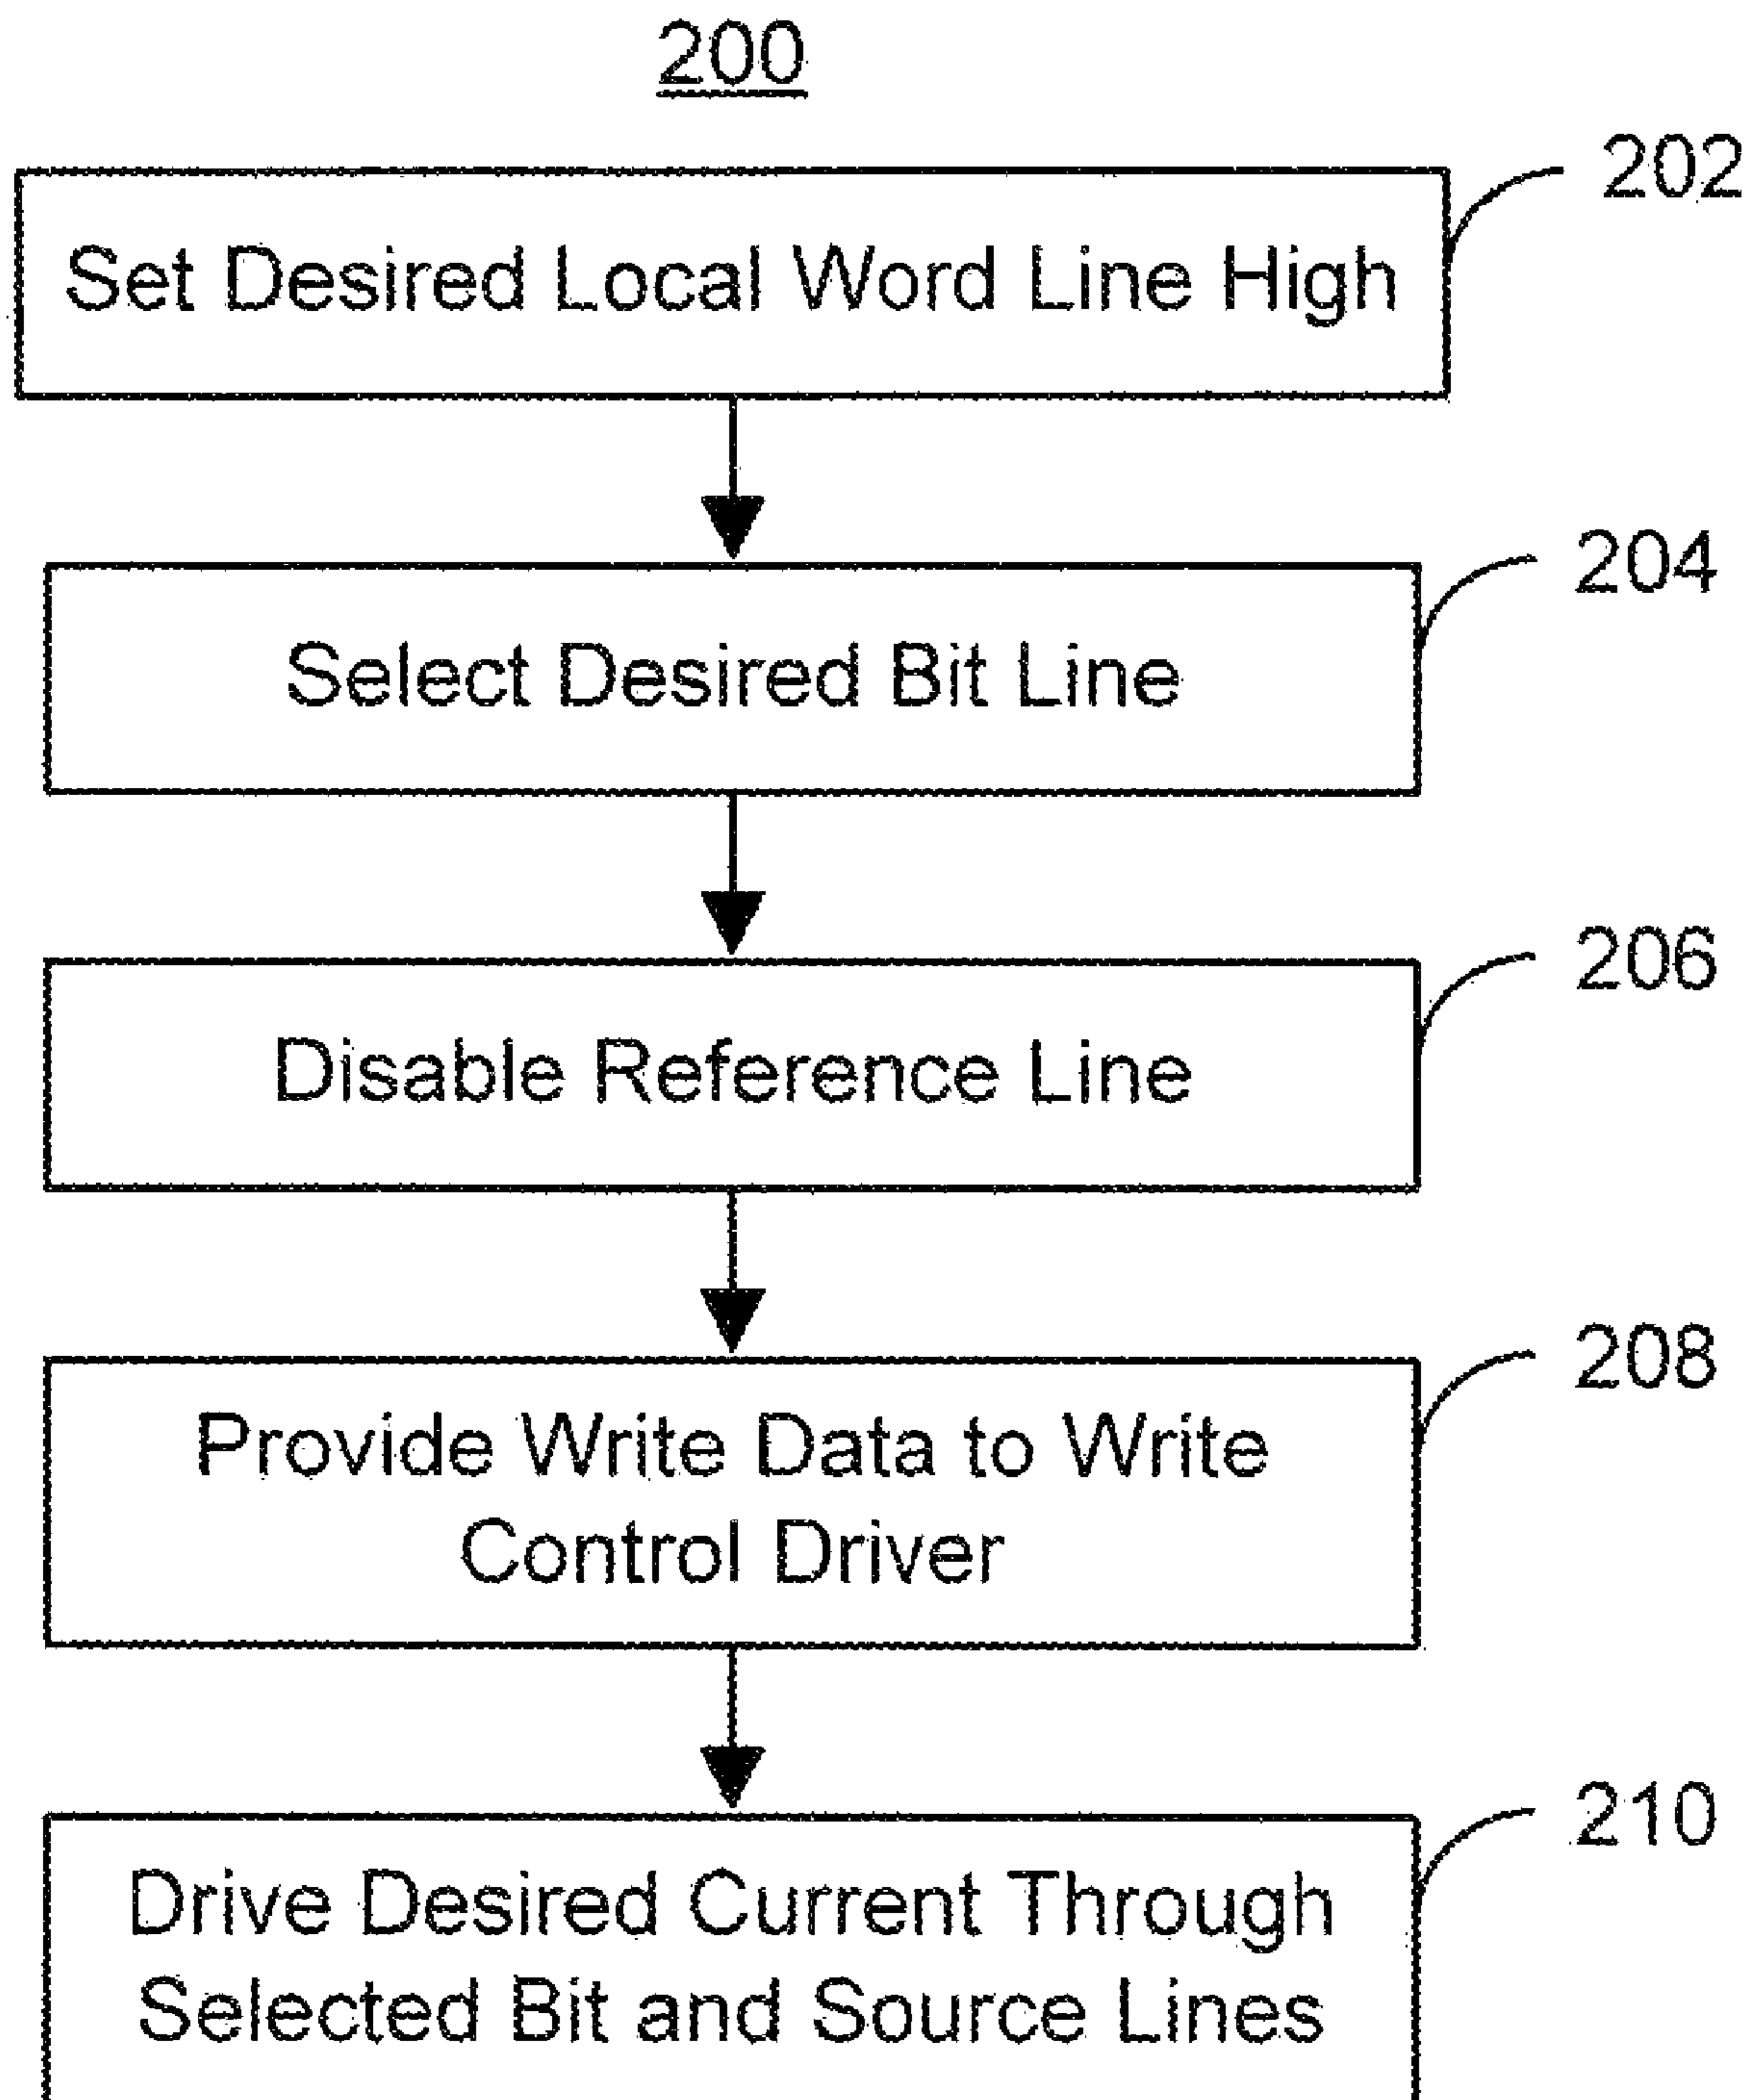 200
202
Set Desired Local Word Line High
204
Select Desired Bit Line
206
Disable Reference Line
208
Provide Write Data to Write
Control Driver
210
Drive Desired Current Through
Selected Bit and Source Lines